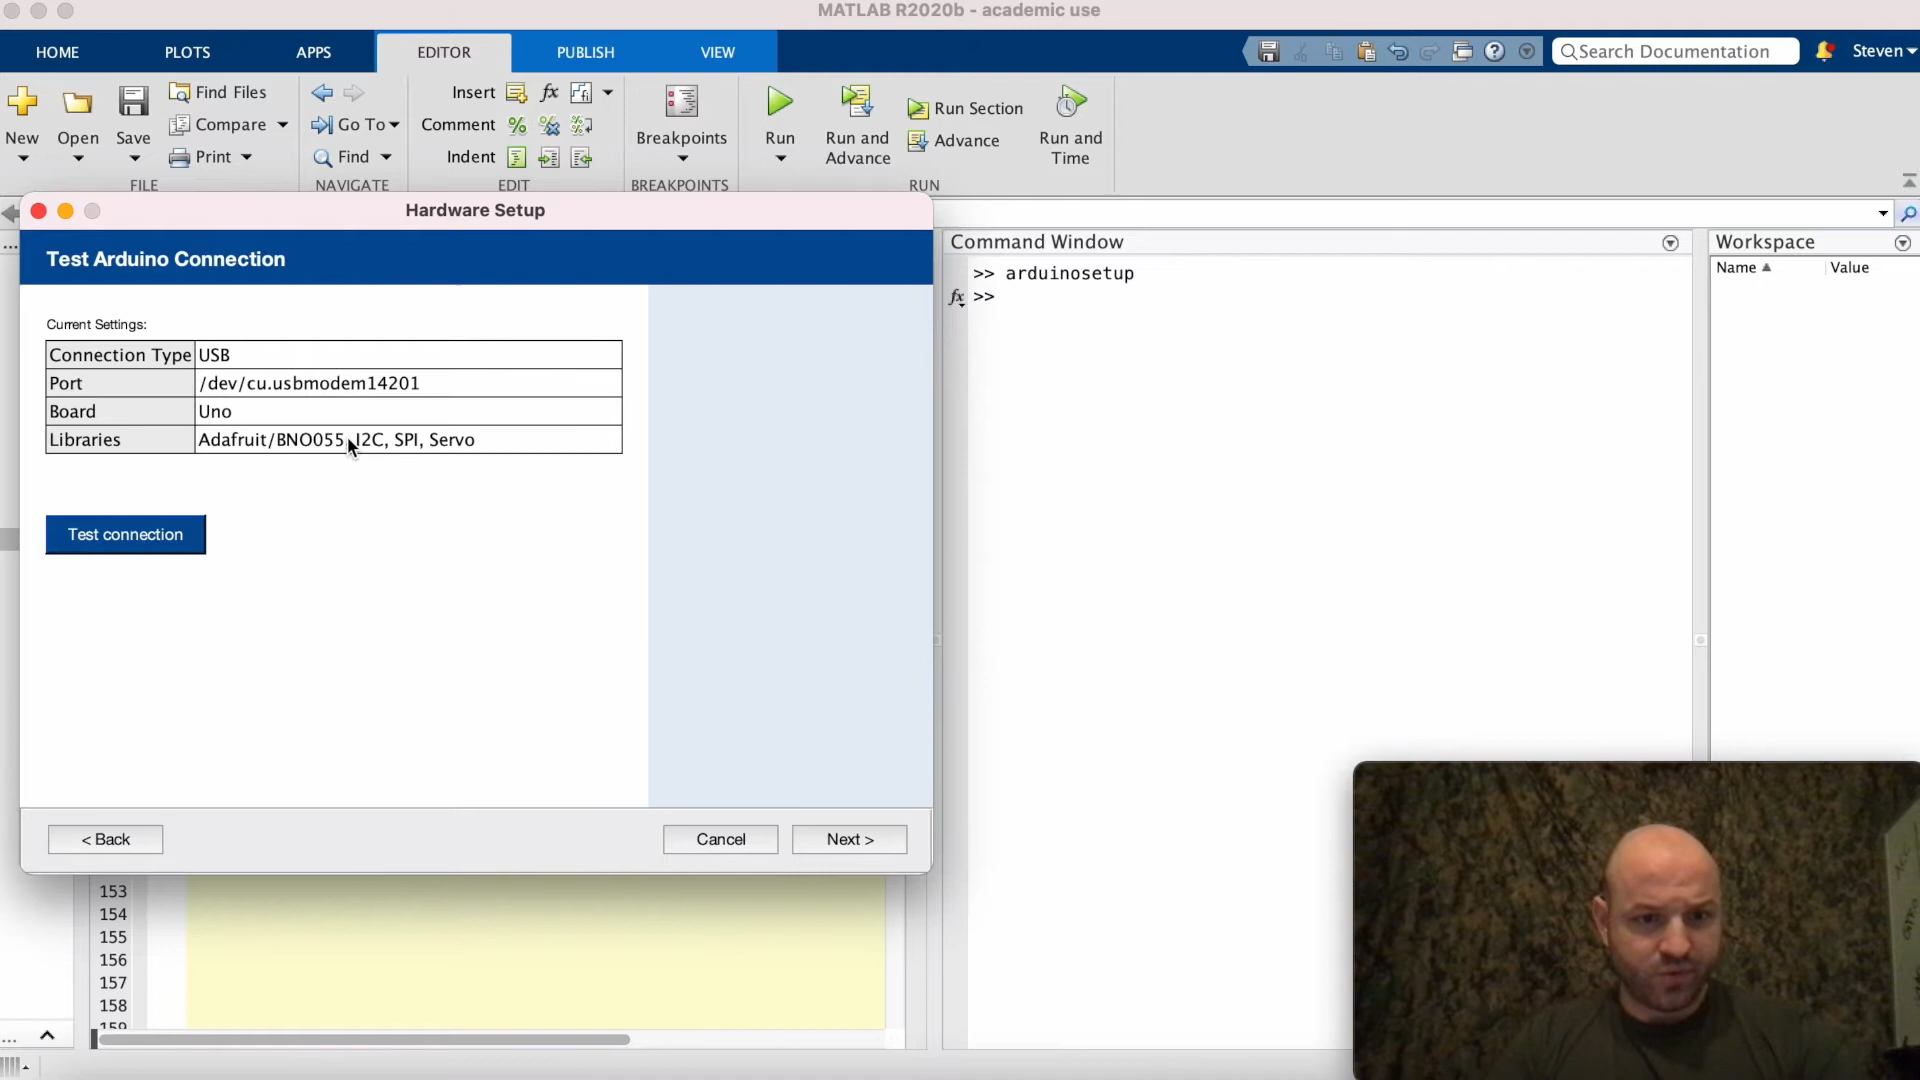 MATLAB R2020b - academic use
HOME PLOTS APPS EDITOR PUBLISH VIEW
Search Documentation
Steven
New
Open
Save
Find Files
Compare
Print
FILE
Go To
Find
NAVIGATE
Insert
Comment
Indent
EDIT
Breakpoints
BREAKPOINTS
Run
Run and
Advance
Run Section
Advance
Run and
Time
RUN
Hardware Setup
Test Arduino Connection
Current Settings:
Connection Type USB
Port /dev/cu.usbmodem14201
Board Uno
Libraries Adafruit/BNO055, I2C, SPI, Servo
Test connection
< Back
Cancel
Next >
Command Window
>> arduinosetup
fx >>
Workspace
Name Value
153
154
155
156
157
158
159